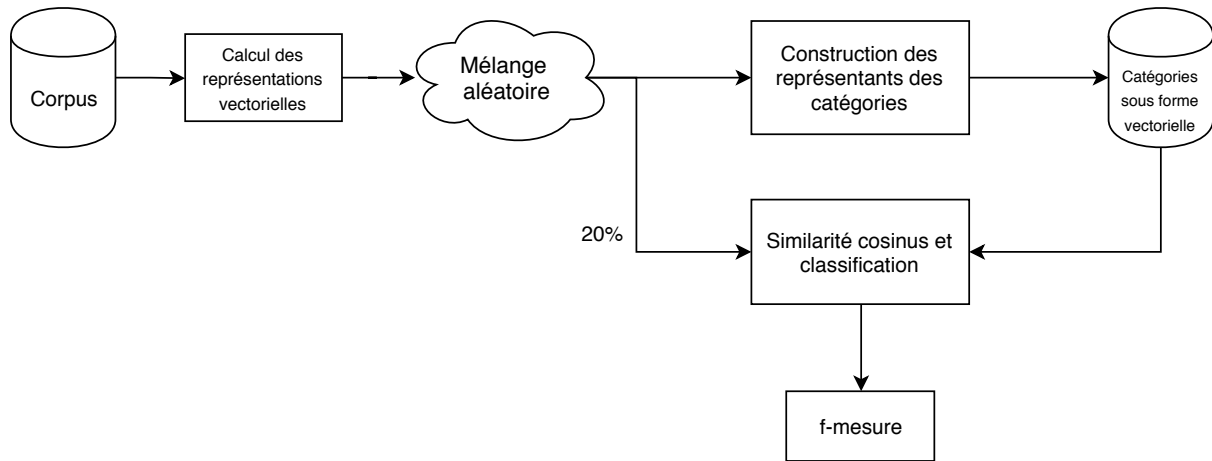 Corpus
Calcul des
représentations
vectorielles
Mélange
aléatoire
Construction des
représentants des
catégories
Catégories
sous forme
vectorielle
20%
Similarité cosinus et
classification
f-mesure